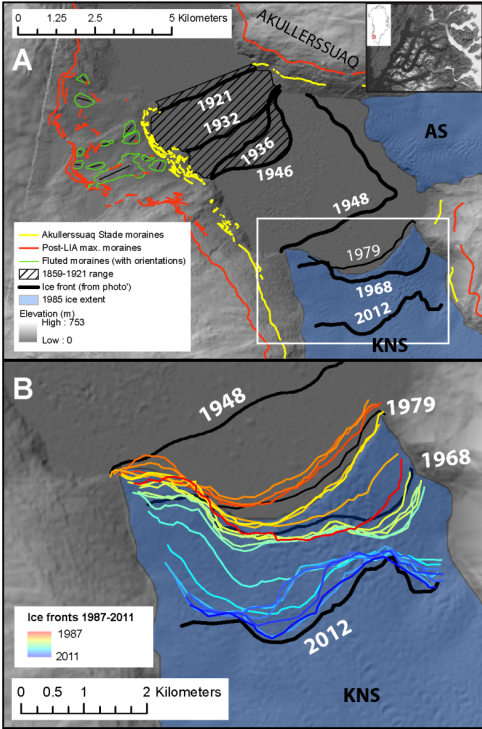 0 1.25 2.5 5 Kilometers
AKULLERSSUAQ
A
1921
1932
1936
1946
AS
1948
1979
1968
2012
KNS
Akullerssuaq Stade moraines
Post-LIA max. moraines
Fluted moraines (with orientations)
1859-1921 range
Ice front (from photo')
1985 ice extent
Elevation (m)
High : 753
Low : 0
B
1948
1979
1968
2012
Ice fronts 1987-2011
1987
2011
KNS
0 0.5 1 2 Kilometers